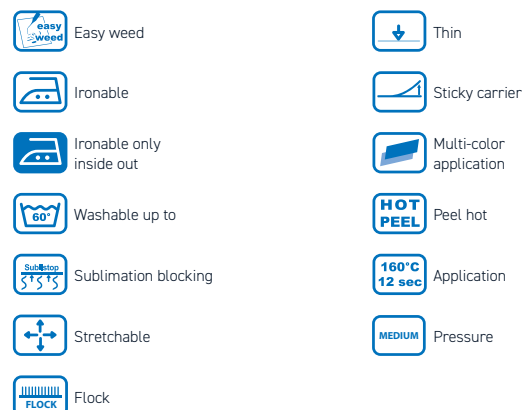 easy
weed
Easy weed
Ironable
Ironable only
inside out
60°
Washable up to
Sublistop
Sublimation blocking
Stretchable
FLOCK
Flock
Thin
Sticky carrier
Multi-color
application
HOT
PEEL
Peel hot
160°C
12 sec
Application
MEDIUM
Pressure